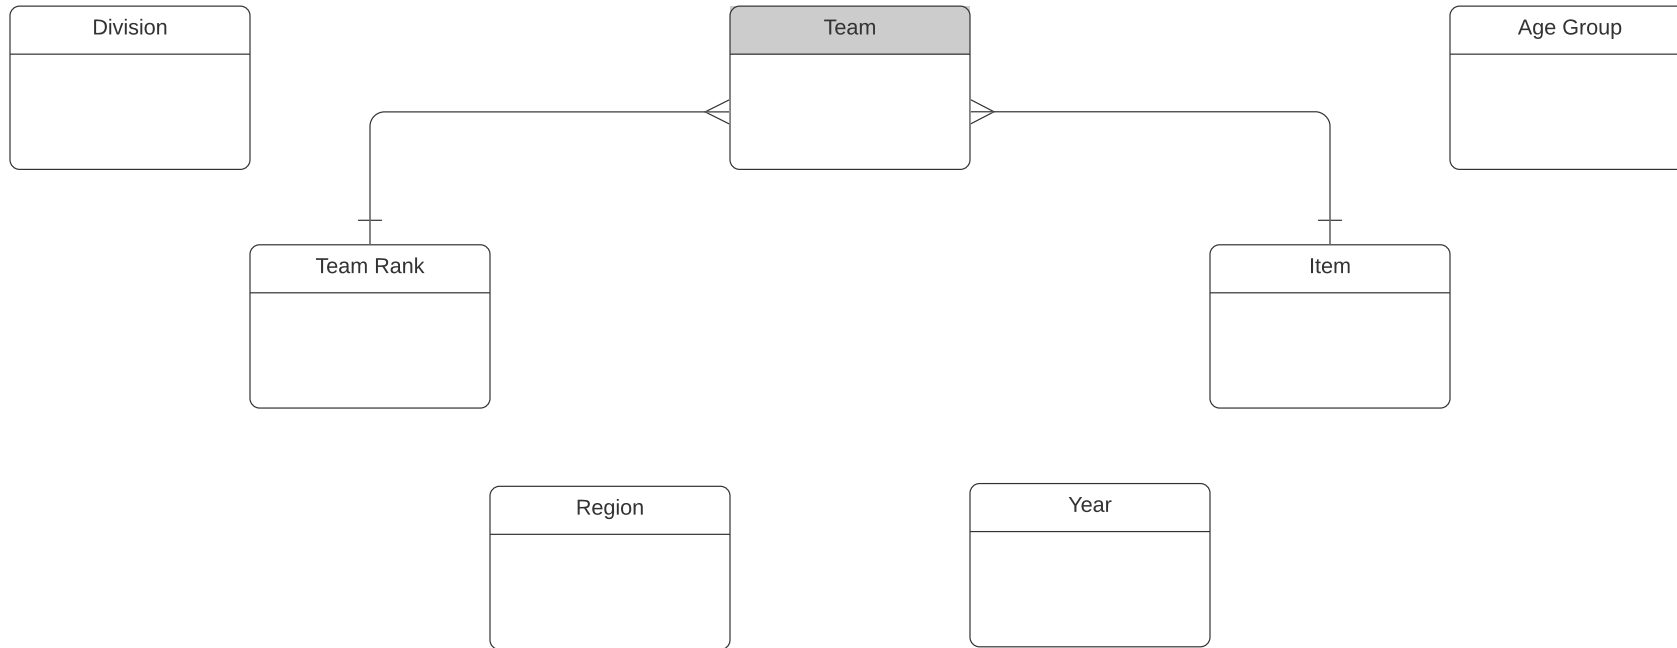 Division
Team
Age Group
Team Rank
Item
Region
Year